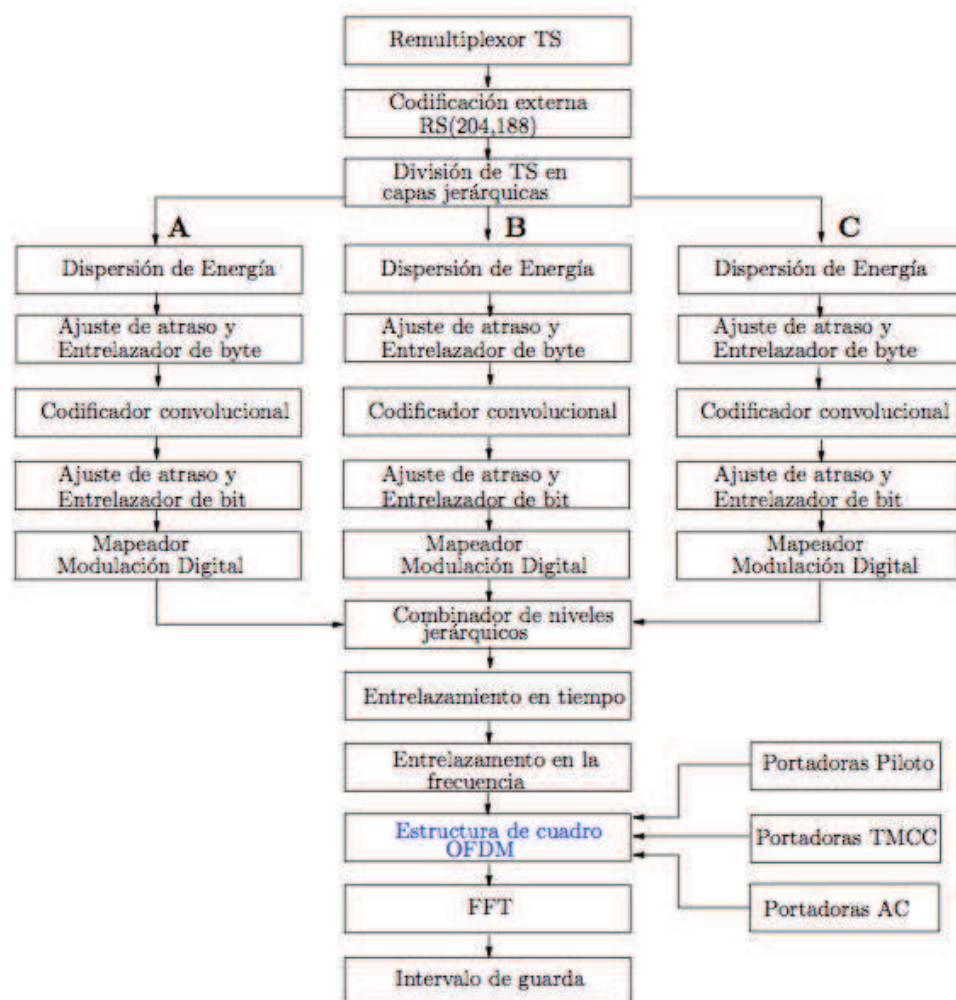 Remultiplexor TS
Codificación externa
RS(204,188)
División de TS en
capas jerárquicas
A
B
C
Dispersión de Energía
Dispersión de Energía
Dispersión de Energía
Ajuste de atraso y
Entrelazador de byte
Ajuste de atraso y
Entrelazador de byte
Ajuste de atraso y
Entrelazador de byte
Codificador convolucional
Codificador convolucional
Codificador convolucional
Ajuste de atraso y
Entrelazador de bit
Ajuste de atraso y
Entrelazador de bit
Ajuste de atraso y
Entrelazador de bit
Mapeador
Modulación Digital
Mapeador
Modulación Digital
Mapeador
Modulación Digital
Combinador de niveles
jerárquicos
Entrelazamiento en tiempo
Entrelazamento en la
frecuencia
Portadoras Piloto
Estructura de cuadro
OFDM
Portadoras TMCC
FFT
Portadoras AC
Intervalo de guarda